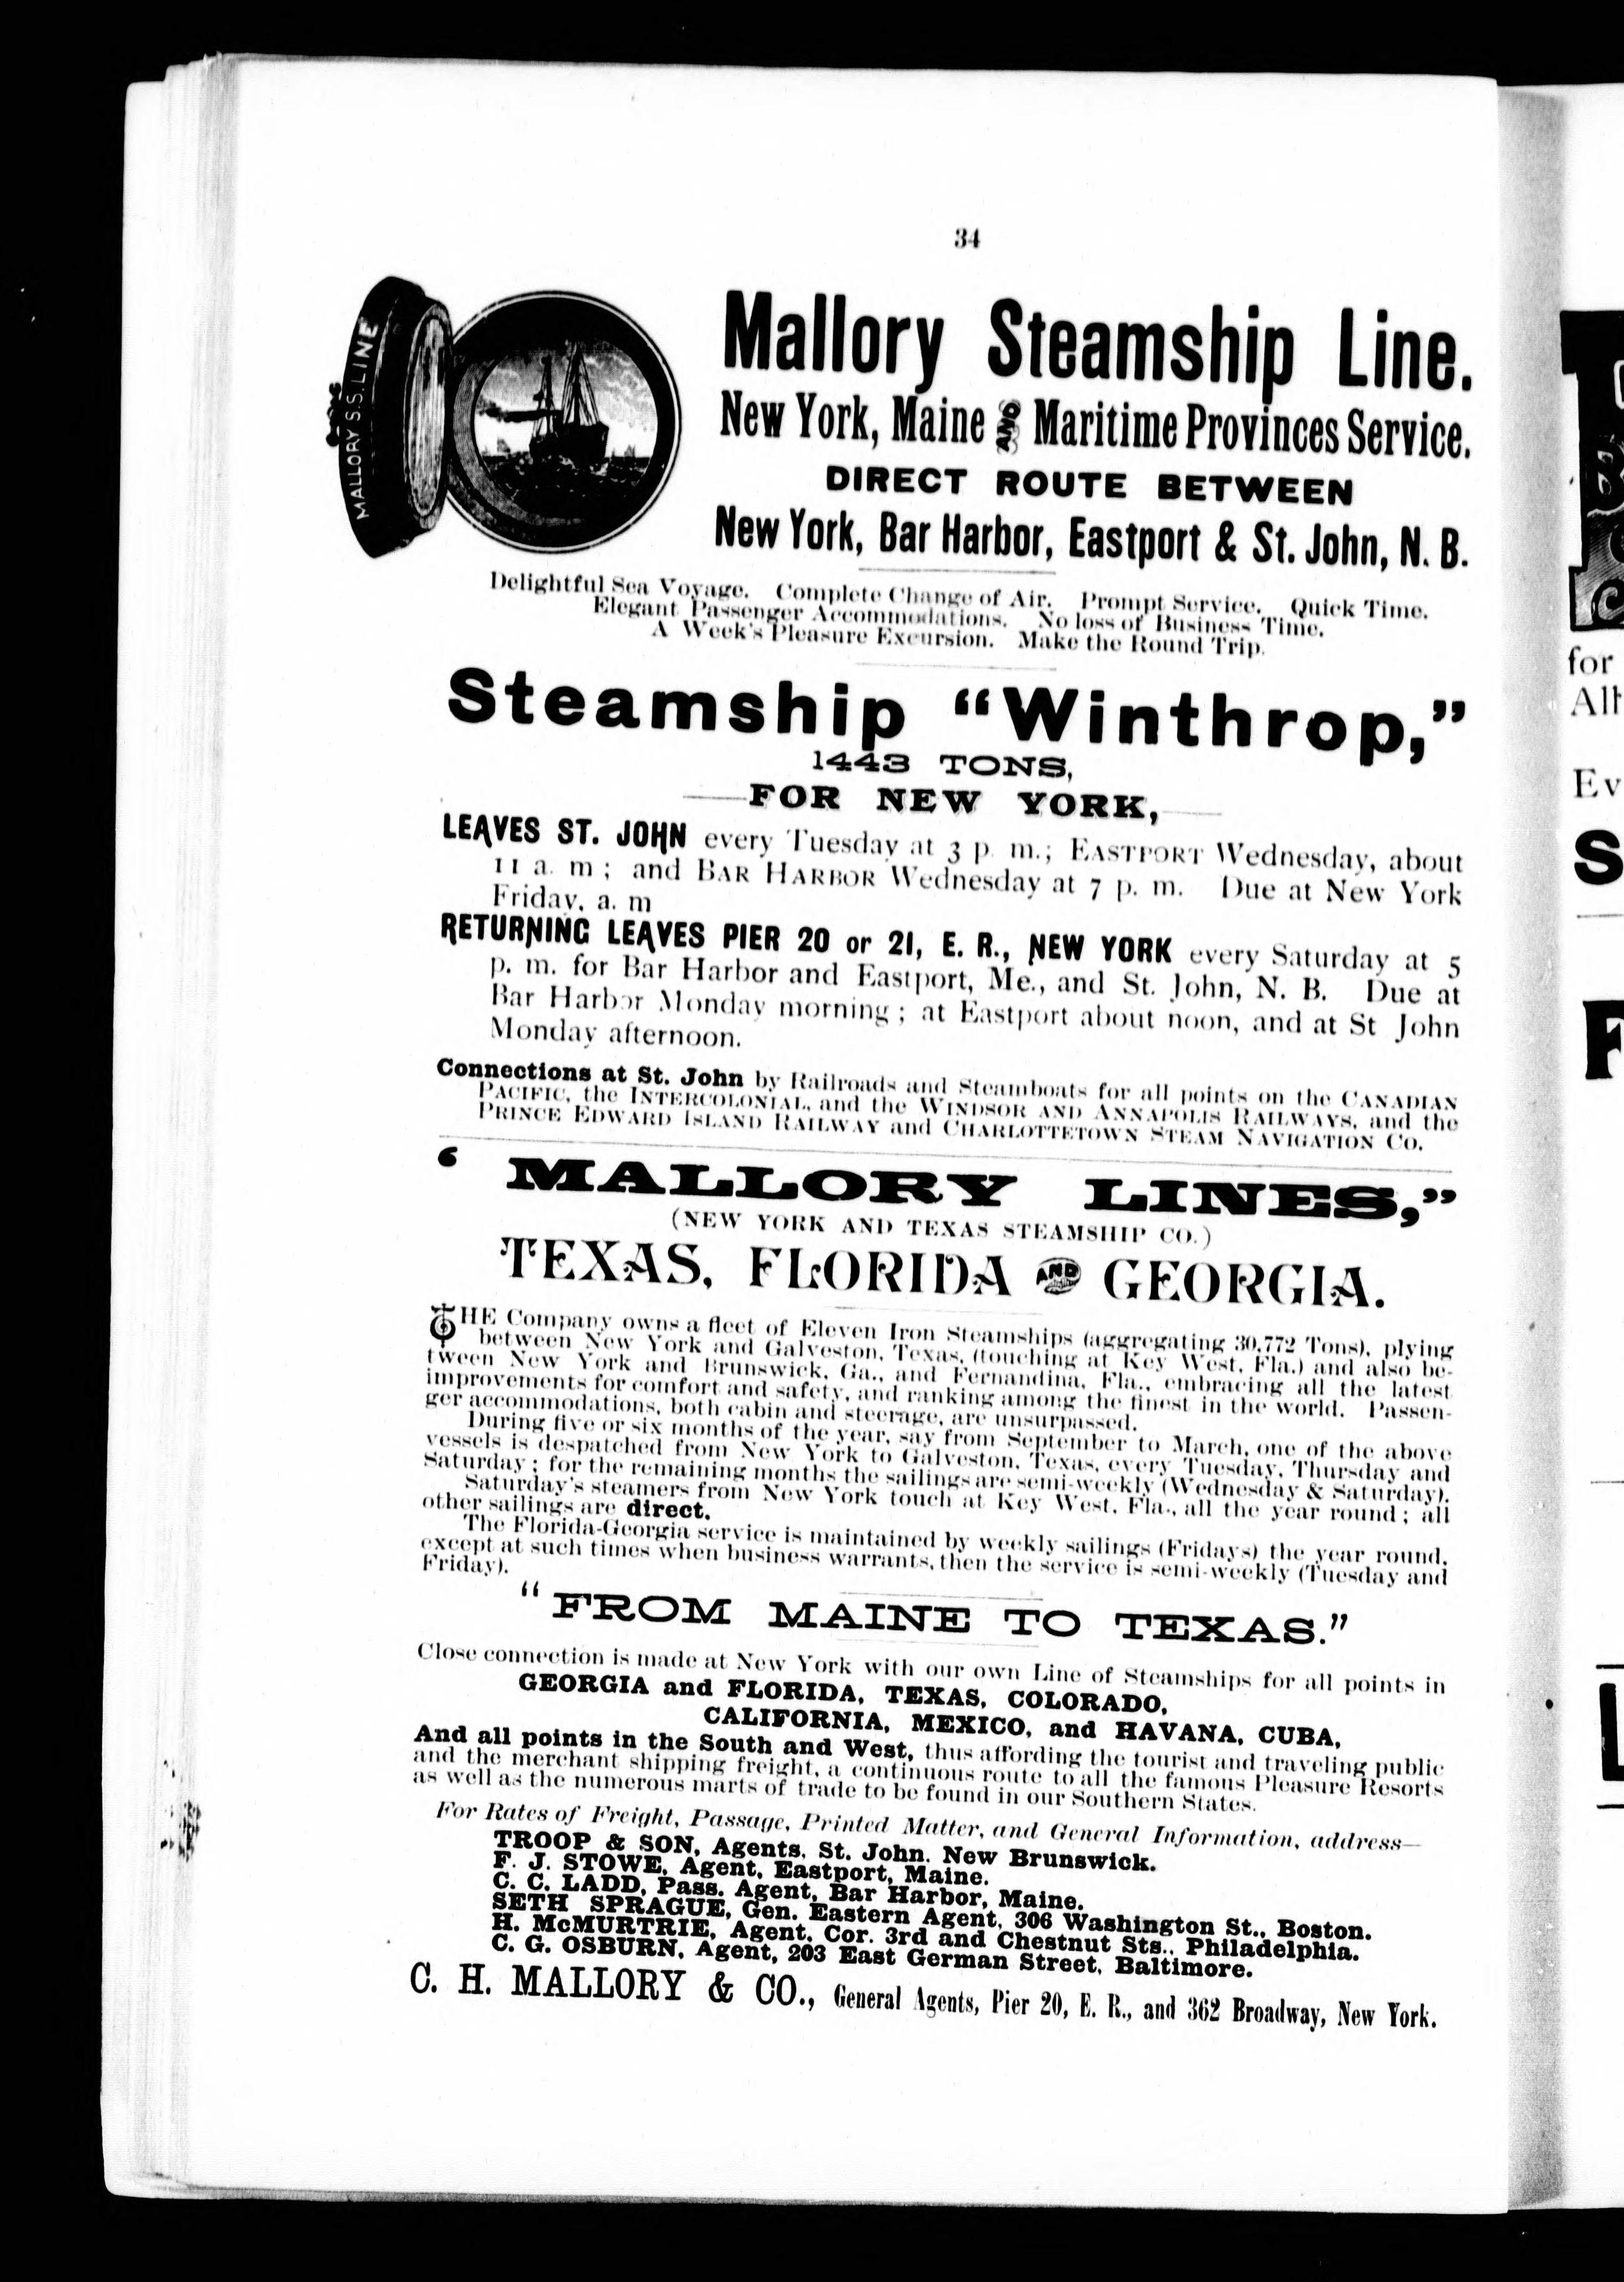 34
MALLORY S.S. LINE
Mallory Steamship Line.
New York, Maine AND Maritime Provinces Service.
DIRECT ROUTE BETWEEN
New York, Bar Harbor, Eastport & St. John, N. B.
Delightful Sea Voyage. Complete Change of Air. Prompt Service. Quick Time.
Elegant Passenger Accommodations. No loss of Business Time.
A Week's Pleasure Excursion. Make the Round Trip.
Steamship "Winthrop,"
1443 TONS,
FOR NEW YORK,
LEAVES ST. JOHN every Tuesday at 3 p m.; EASTPORT Wednesday, about
11 a. m ; and BAR HARBOR Wednesday at 7 p. m. Due at New York
Friday, a. m
RETURNING LEAVES PIER 20 or 21, E. R., NEW YORK every Saturday at 5
p. m. for Bar Harbor and Eastport, Me., and St. John, N. B. Due at
Bar Harbor Monday morning ; at Eastport about noon, and at St John
Monday afternoon.
Connections at St. John by Railroads and Steamboats for all points on the CANADIAN
PACIFIC, the INTERCOLONIAL, and the WINDSOR AND ANNAPOLIS RAILWAYS, and the
PRINCE EDWARD ISLAND RAILWAY and CHARLOTTETOWN STEAM NAVIGATION CO.
' MALLORY LINES,"
(NEW YORK AND TEXAS STEAMSHIP CO.)
TEXAS, FLORIDA AND GEORGIA.
THE Company owns a fleet of Eleven Iron Steamships (aggregating 30,772 Tons), plying
between New York and Galveston, Texas, (touching at Key West, Fla.) and also be-
tween New York and Brunswick, Ga., and Fernandina, Fla., embracing all the latest
improvements for comfort and safety, and ranking among the finest in the world. Passen-
ger accommodations, both cabin and steerage, are unsurpassed.
During five or six months of the year, say from September to March, one of the above
vessels is despatched from New York to Galveston, Texas, every Tuesday, Thursday and
Saturday ; for the remaining months the sailings are semi-weekly (Wednesday & Saturday).
Saturday's steamers from New York touch at Key West, Fla., all the year round ; all
other sailings are direct.
The Florida-Georgia service is maintained by weekly sailings (Fridays) the year round,
except at such times when business warrants, then the service is semi-weekly (Tuesday and
Friday).
"FROM MAINE TO TEXAS."
Close connection is made at New York with our own Line of Steamships for all points in
GEORGIA and FLORIDA, TEXAS, COLORADO,
CALIFORNIA, MEXICO, and HAVANA, CUBA,
And all points in the South and West, thus affording the tourist and traveling public
and the merchant shipping freight, a continuous route to all the famous Pleasure Resorts
as well as the numerous marts of trade to be found in our Southern States.
For Rates of Freight, Passage, Printed Matter, and General Information, address—
TROOP & SON, Agents, St. John, New Brunswick.
F. J. STOWE, Agent, Eastport, Maine.
C. C. LADD, Pass. Agent, Bar Harbor, Maine.
SETH SPRAGUE, Gen. Eastern Agent, 306 Washington St., Boston.
H. McMURTRIE, Agent, Cor. 3rd and Chestnut Sts., Philadelphia.
C. G. OSBURN, Agent, 203 East German Street, Baltimore.
C. H. MALLORY & CO., General Agents, Pier 20, E. R., and 362 Broadway, New York.
for